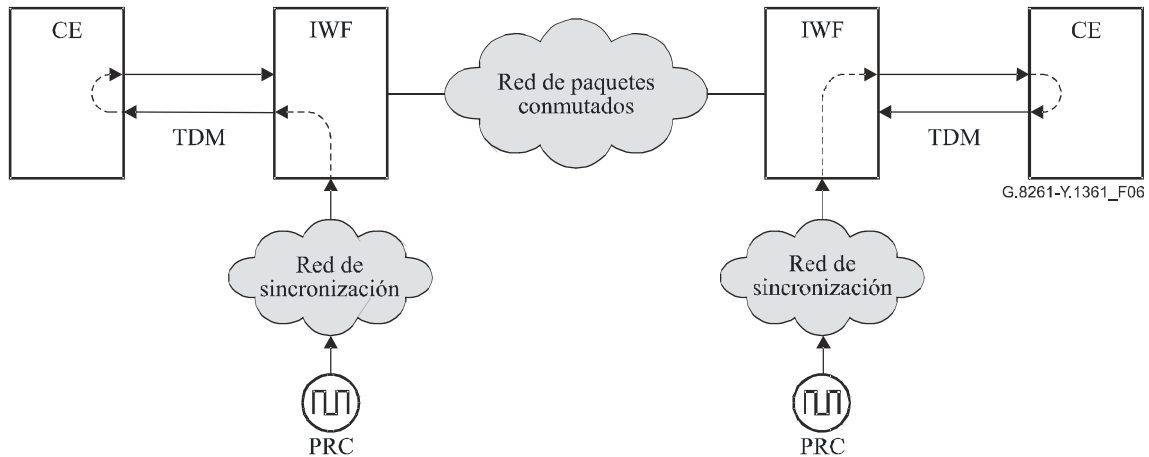 CE
IWF
Red de paquetes
conmutados
IWF
CE
TDM
TDM
G.8261-Y.1361_F06
Red de
sincronización
Red de
sincronización
PRC
PRC